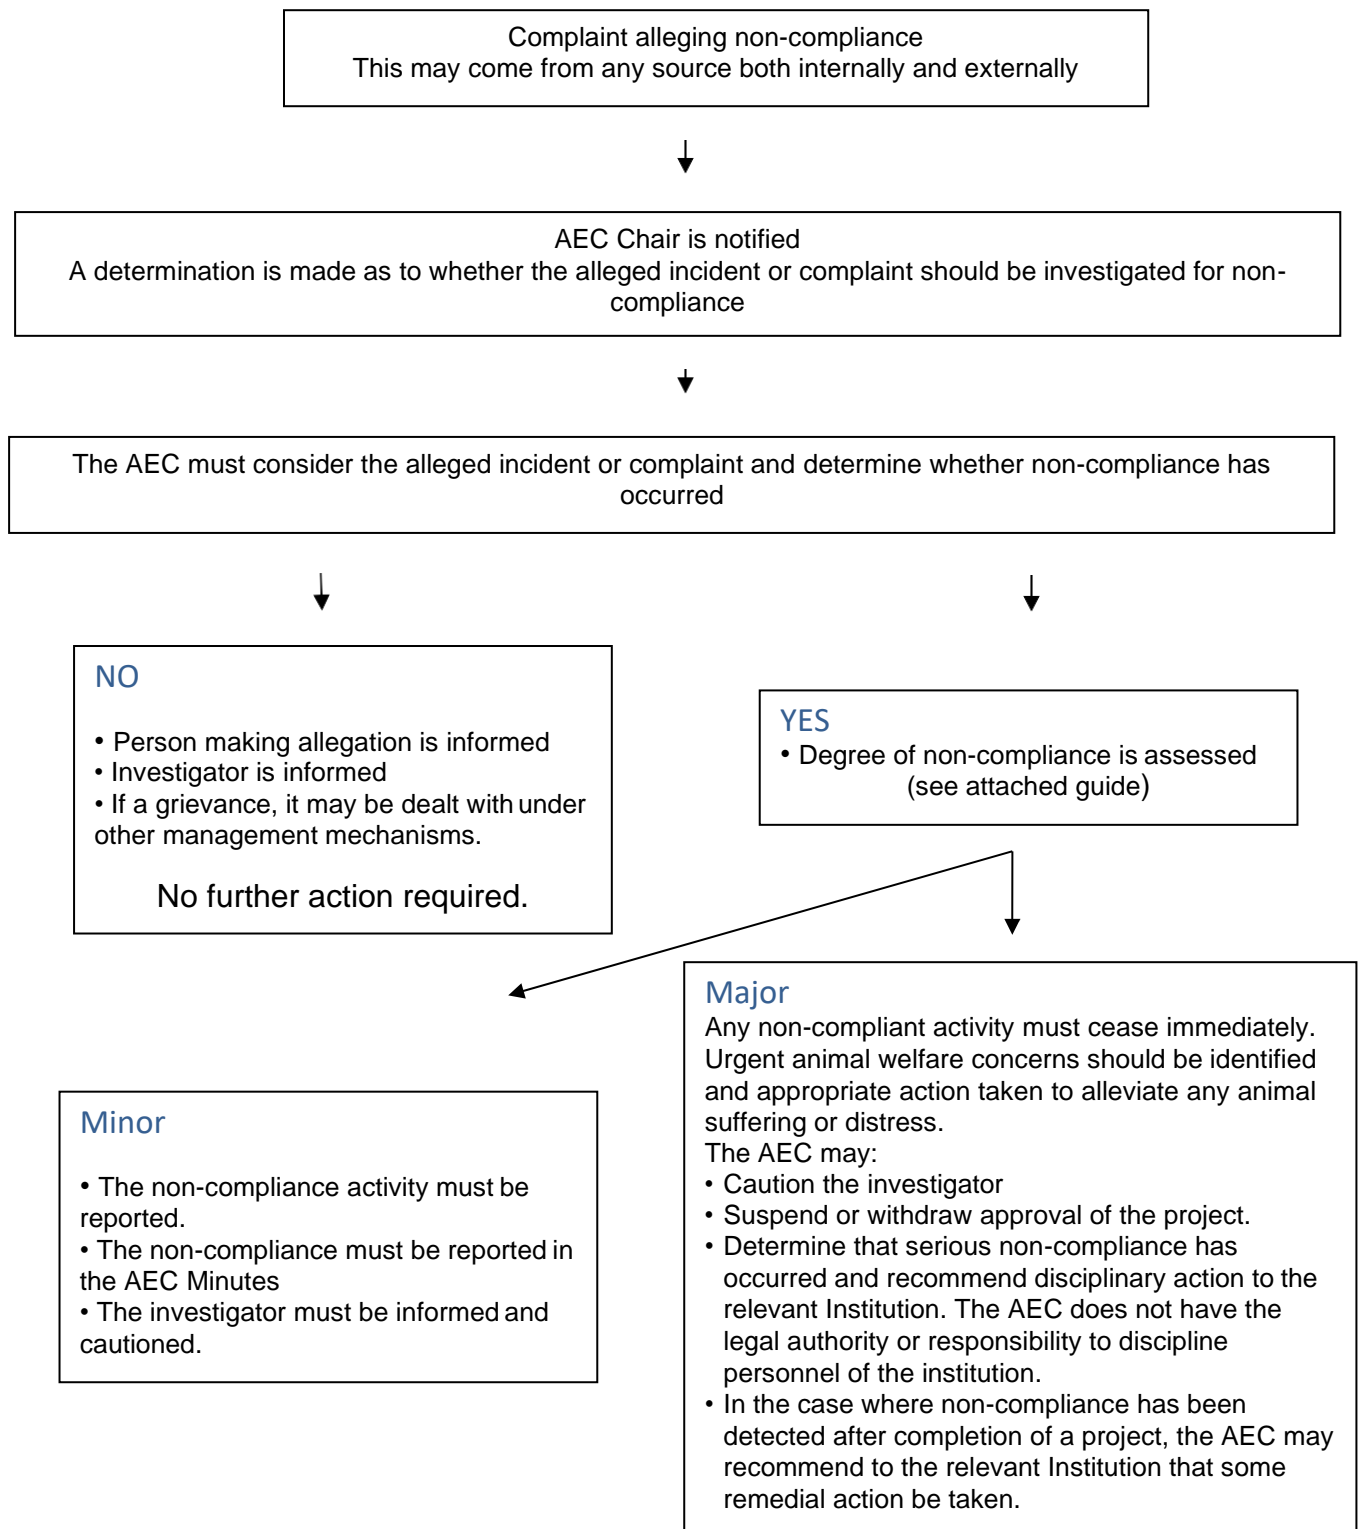 Complaint alleging non-compliance
This may come from any source both internally and externally
AEC Chair is notified
A determination is made as to whether the alleged incident or complaint should be investigated for non-
compliance
The AEC must consider the alleged incident or complaint and determine whether non-compliance has
occurred
NO
• Person making allegation is informed
• Investigator is informed
• If a grievance, it may be dealt with under
other management mechanisms.
No further action required.
YES
• Degree of non-compliance is assessed
(see attached guide)
Minor
• The non-compliance activity must be
reported.
• The non-compliance must be reported in
the AEC Minutes
• The investigator must be informed and
cautioned.
Major
Any non-compliant activity must cease immediately.
Urgent animal welfare concerns should be identified
and appropriate action taken to alleviate any animal
suffering or distress.
The AEC may:
• Caution the investigator
• Suspend or withdraw approval of the project.
• Determine that serious non-compliance has
occurred and recommend disciplinary action to the
relevant Institution. The AEC does not have the
legal authority or responsibility to discipline
personnel of the institution.
• In the case where non-compliance has been
detected after completion of a project, the AEC may
recommend to the relevant Institution that some
remedial action be taken.